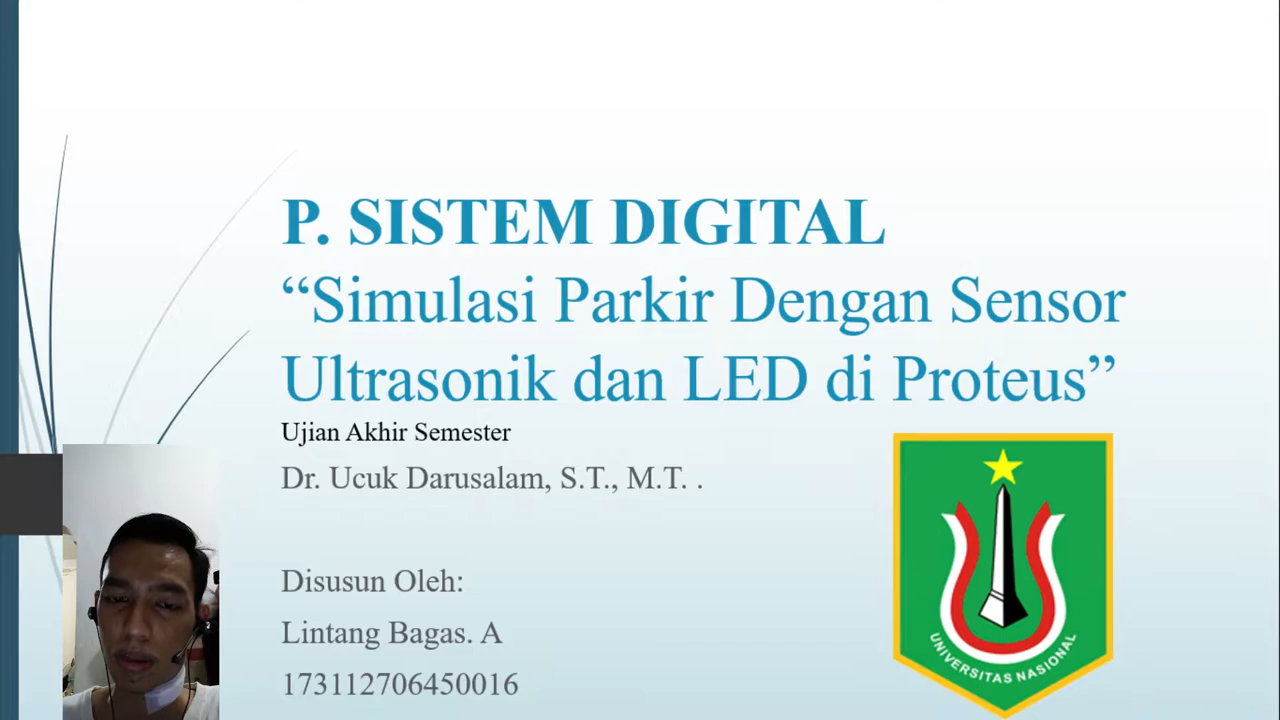 P. SISTEM DIGITAL
“Simulasi Parkir Dengan Sensor
Ultrasonik dan LED di Proteus”
Ujian Akhir Semester
Dr. Ucuk Darusalam, S.T., M.T. .
Disusun Oleh:
Lintang Bagas. A
173112706450016
UNIVERSITAS NASIONAL